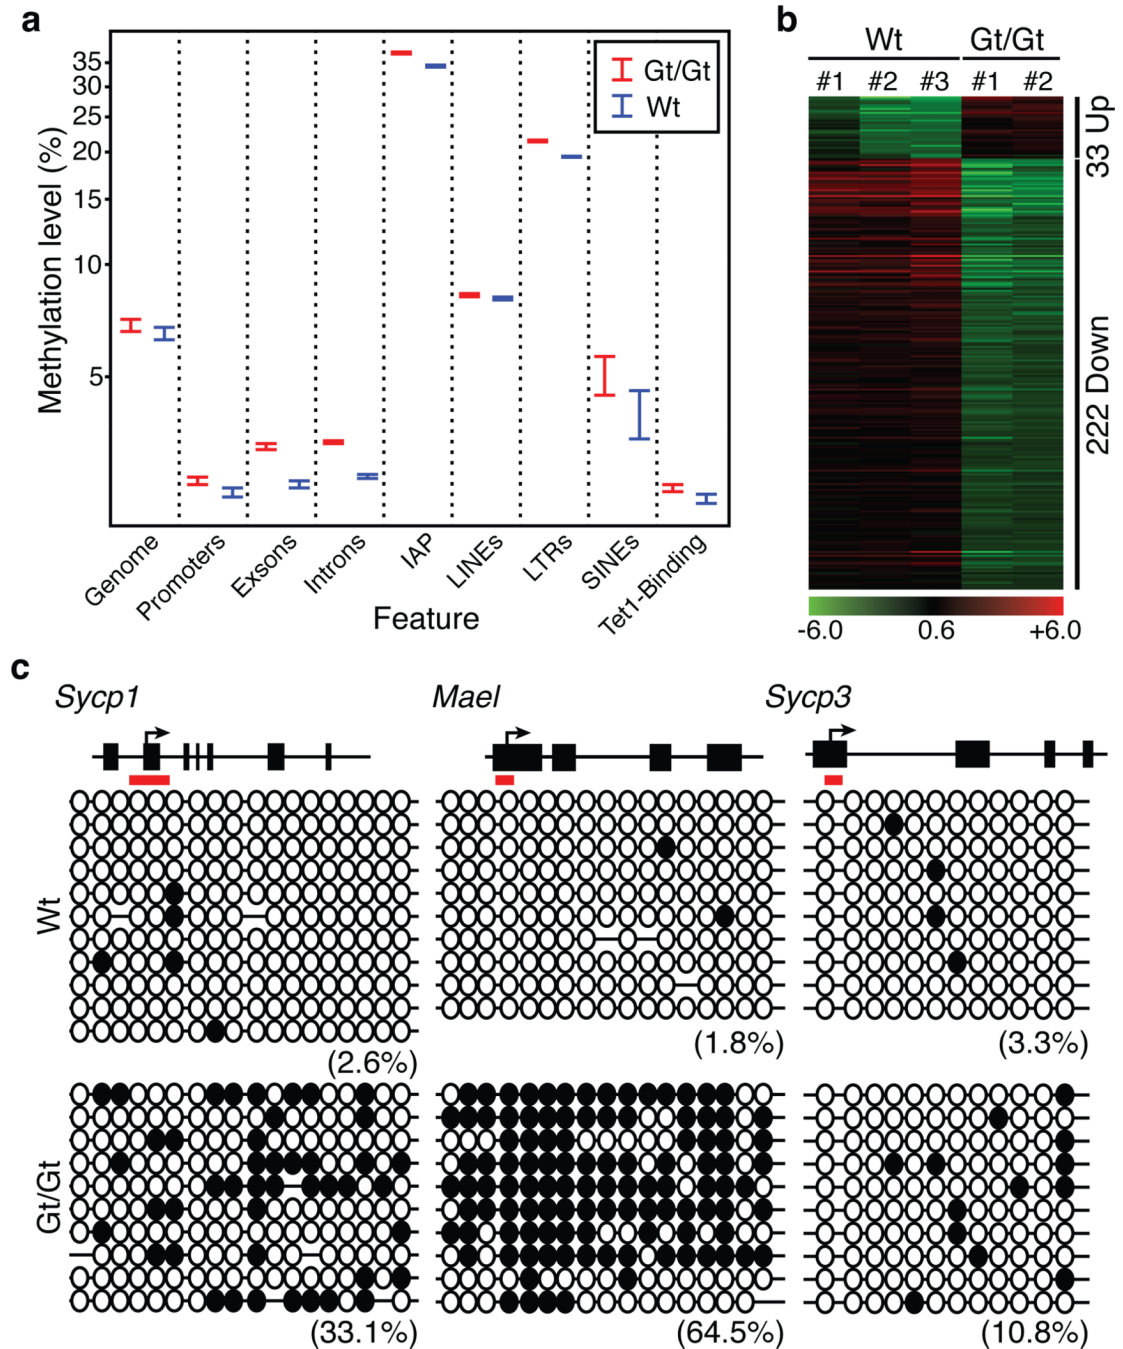 a
Methylation level (%)
35
30
25
20
15
10
5
Gt/Gt
Wt
Genome
Promoters
Exsons
Introns
IAP
LINEs
LTRs
SINEs
Tet1-Binding
Feature
b
Wt Gt/Gt
#1 #2 #3 #1 #2
33 Up
222 Down
-6.0 0.6 +6.0
c
Sycp1 Mael Sycp3
Wt
(2.6%) (1.8%) (3.3%)
Gt/Gt
(33.1%) (64.5%) (10.8%)